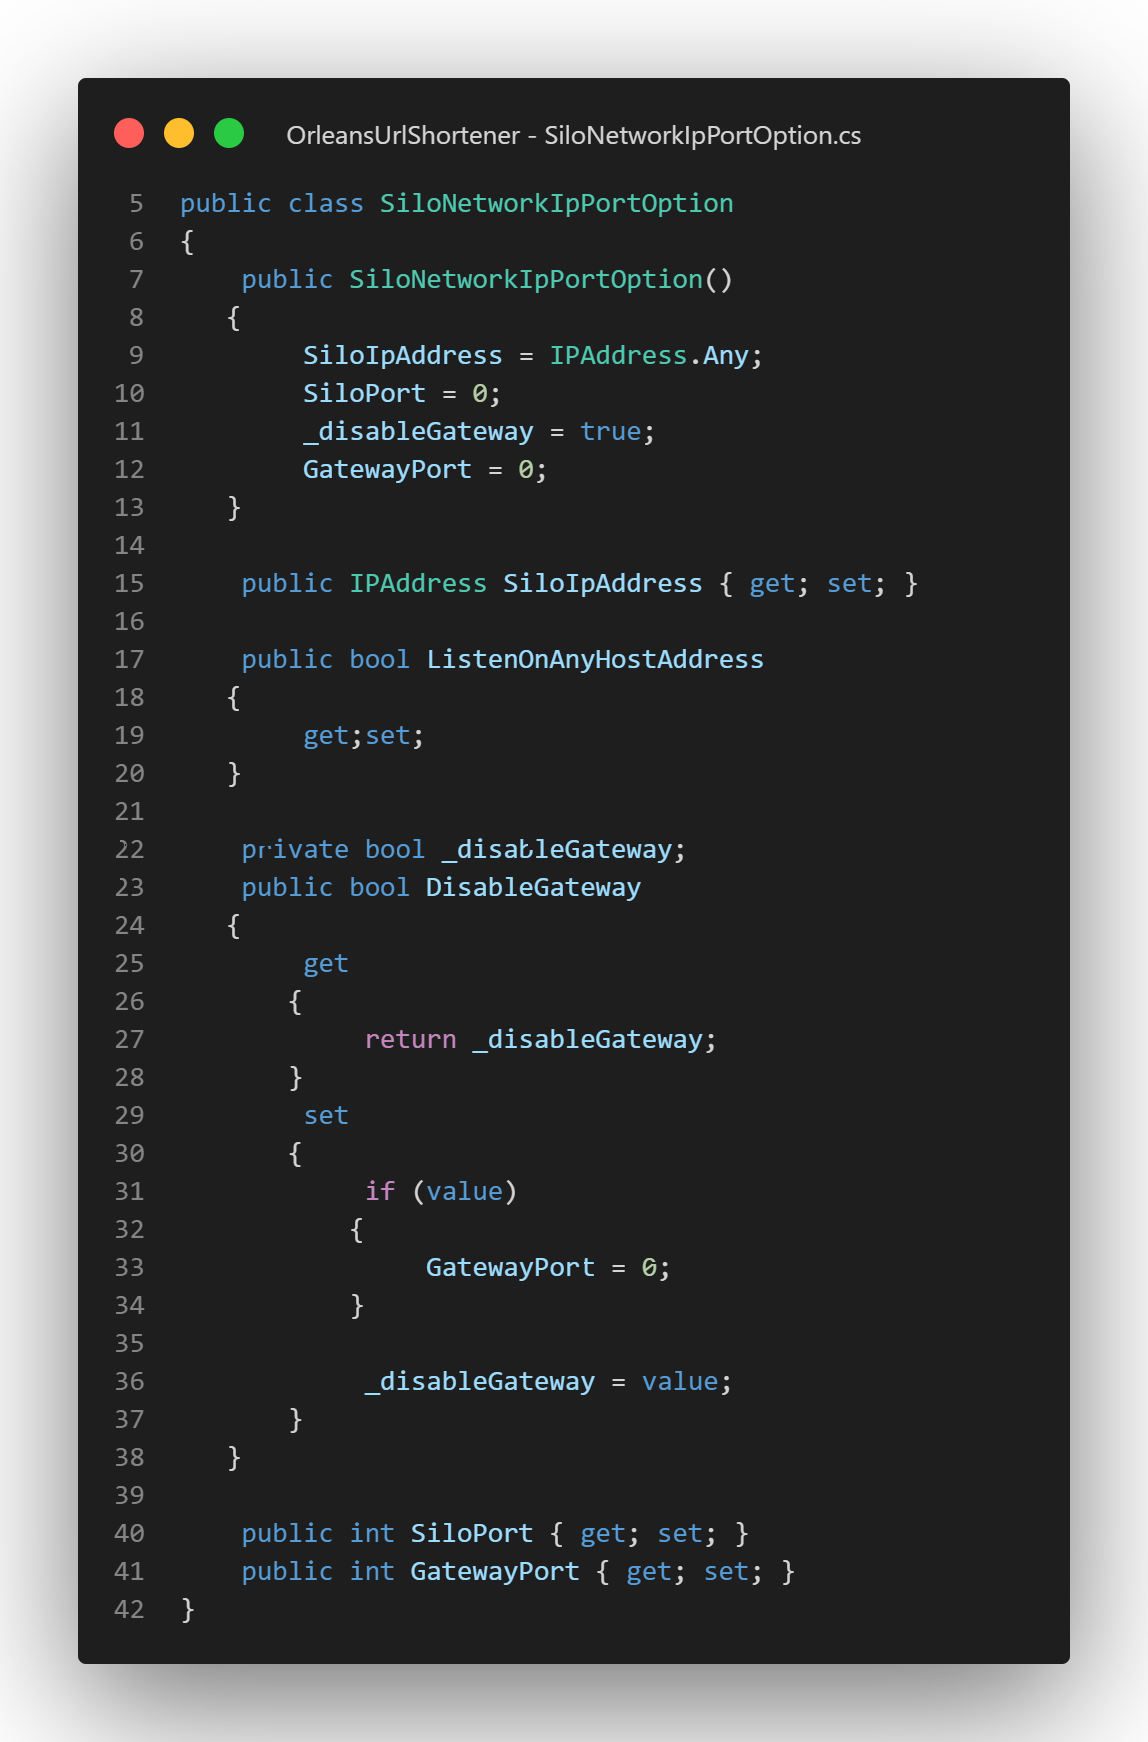 OrleansUrlShortener - SiloNetworkIpPortOption.cs
5 public class SiloNetworkIpPortOption
6 {
7 public SiloNetworkIpPortOption()
8 {
9 SiloIpAddress = IPAddress.Any;
10 SiloPort = 0;
11 _disableGateway = true;
12 GatewayPort = 0;
13 }
14
15 public IPAddress SiloIpAddress { get; set; }
16
17 public bool ListenOnAnyHostAddress
18 {
19 get;set;
20 }
21
22 private bool _disableGateway;
23 public bool DisableGateway
24 {
25 get
26 {
27 return _disableGateway;
28 }
29 set
30 {
31 if (value)
32 {
33 GatewayPort = 0;
34 }
35
36 _disableGateway = value;
37 }
38 }
39
40 public int SiloPort { get; set; }
41 public int GatewayPort { get; set; }
42 }